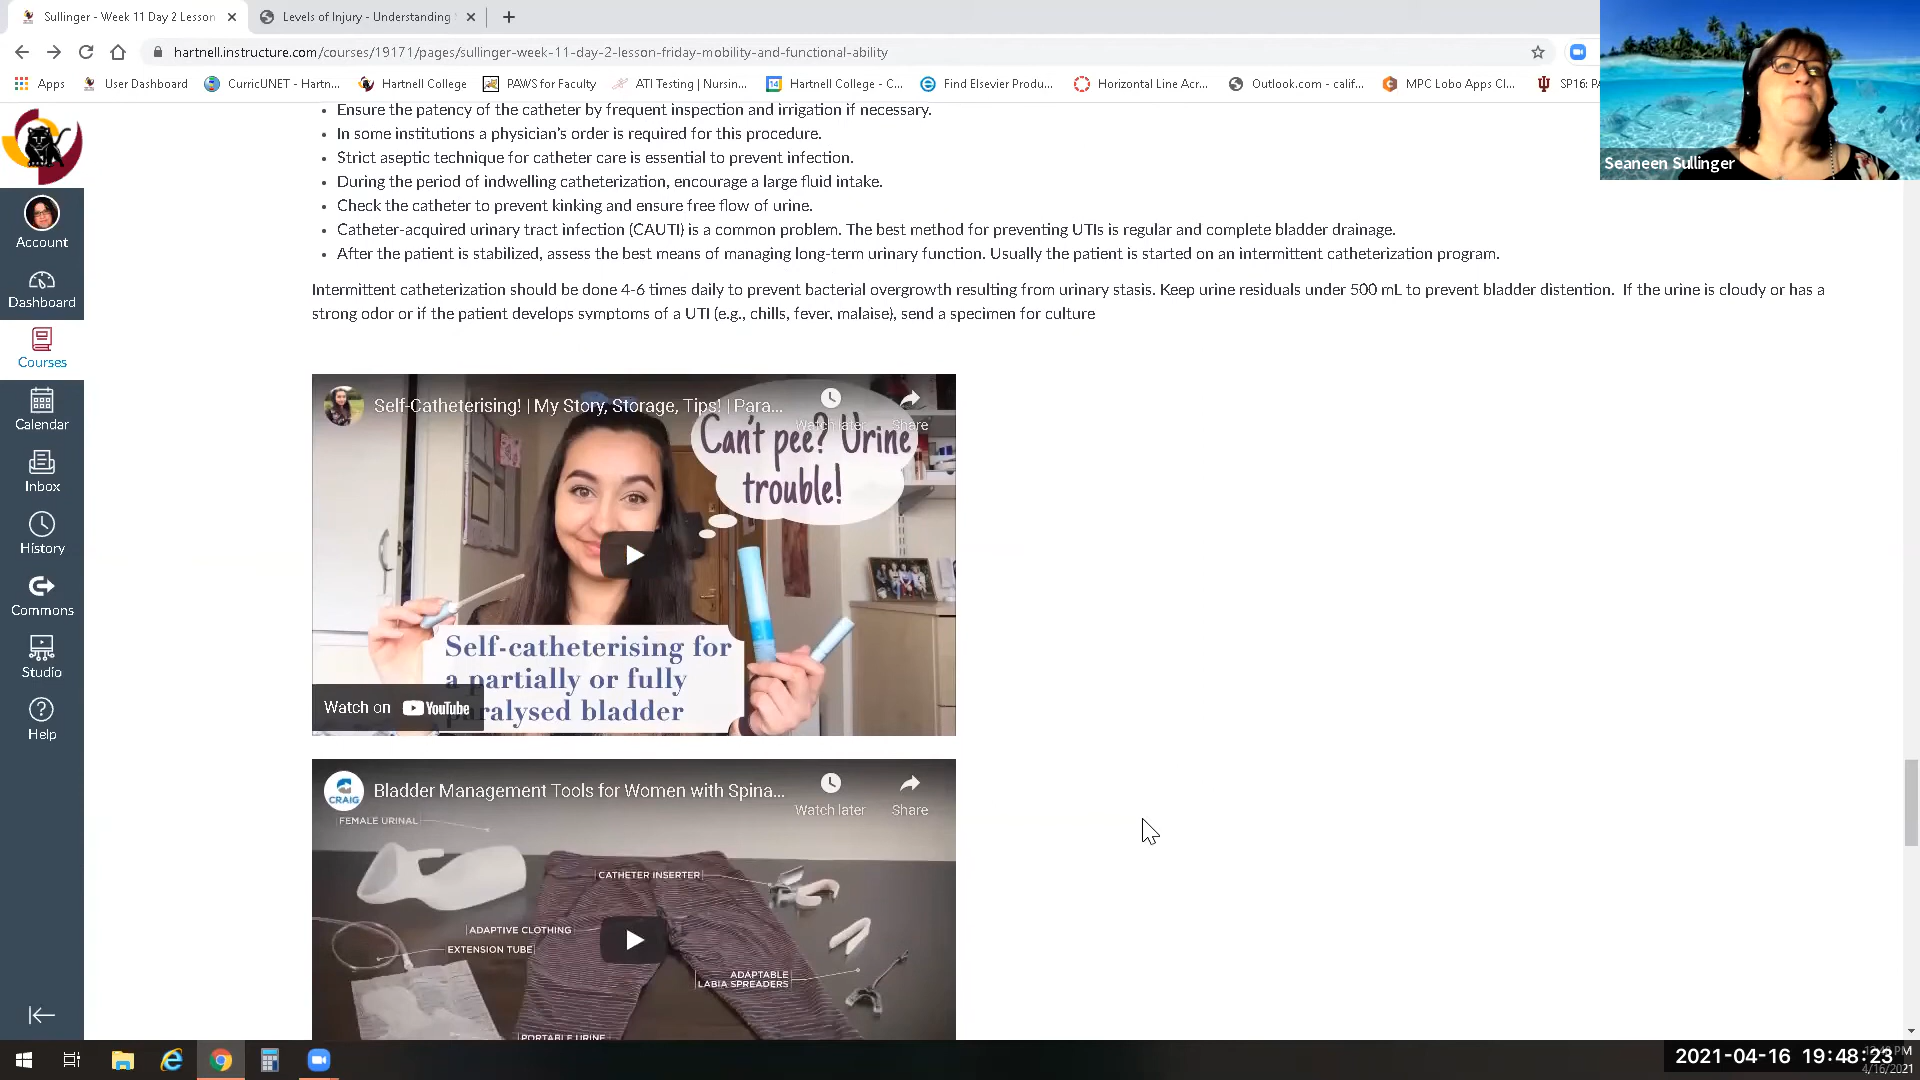 Sullinger - Week 11 Day 2 Lesson
Levels of Injury - Understanding
hartnell.instructure.com/courses/19171/pages/sullinger-week-11-day-2-lesson-friday-mobility-and-functional-ability
Apps
User Dashboard
CurricUNET - Hartn...
Hartnell College
PAWS for Faculty
ATI Testing | Nursin...
Hartnell College - C...
Find Elsevier Produ...
Horizontal Line Acr...
Outlook.com - calif...
MPC Lobo Apps Cl...
SP16: PA
Seaneen Sullinger
Account
Dashboard
Courses
Calendar
Inbox
History
Commons
Studio
Help
• Ensure the patency of the catheter by frequent inspection and irrigation if necessary.
• In some institutions a physician's order is required for this procedure.
• Strict aseptic technique for catheter care is essential to prevent infection.
• During the period of indwelling catheterization, encourage a large fluid intake.
• Check the catheter to prevent kinking and ensure free flow of urine.
• Catheter-acquired urinary tract infection (CAUTI) is a common problem. The best method for preventing UTIs is regular and complete bladder drainage.
• After the patient is stabilized, assess the best means of managing long-term urinary function. Usually the patient is started on an intermittent catheterization program.
Intermittent catheterization should be done 4-6 times daily to prevent bacterial overgrowth resulting from urinary stasis. Keep urine residuals under 500 mL to prevent bladder distention. If the urine is cloudy or has a
strong odor or if the patient develops symptoms of a UTI (e.g., chills, fever, malaise), send a specimen for culture
Self-Catheterising! | My Story, Storage, Tips! | Para...
Watch later
Share
Can't pee? Urine
trouble!
Self-catheterising for
a partially or fully
paralysed bladder
Watch on YouTube
CRAIG
Bladder Management Tools for Women with Spina...
Watch later
Share
FEMALE URINAL
CATHETER INSERTER
ADAPTIVE CLOTHING
EXTENSION TUBE
ADAPTABLE
LABIA SPREADERS
PORTABLE URINE
2021-04-16 19:48:23
4/16/2021